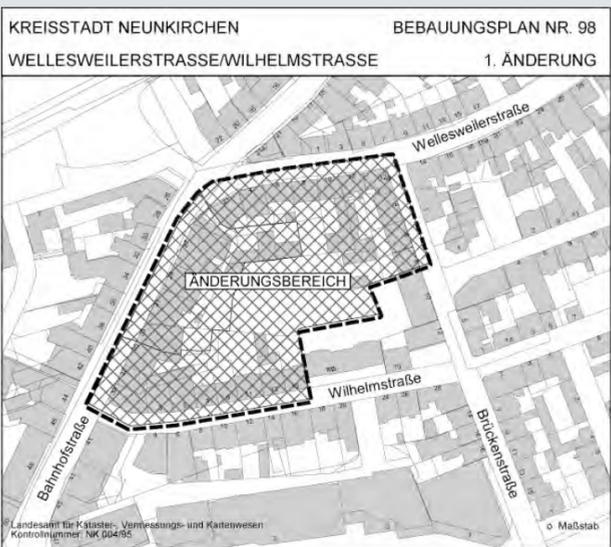 KREISSTADT NEUNKIRCHEN BEBAUUNGSPLAN NR. 98
WELLESWEILERSTRASSE/WILHELMSTRASSE 1. ÄNDERUNG
Wellesweilerstraße
ÄNDERUNGSBEREICH
Wilhelmstraße
Bahnhofstraße
Brückenstraße
Landesamt für Kataster-, Vermessungs- und Kartenwesen
Kontrollnummer: NK 004/95
o Maßstab